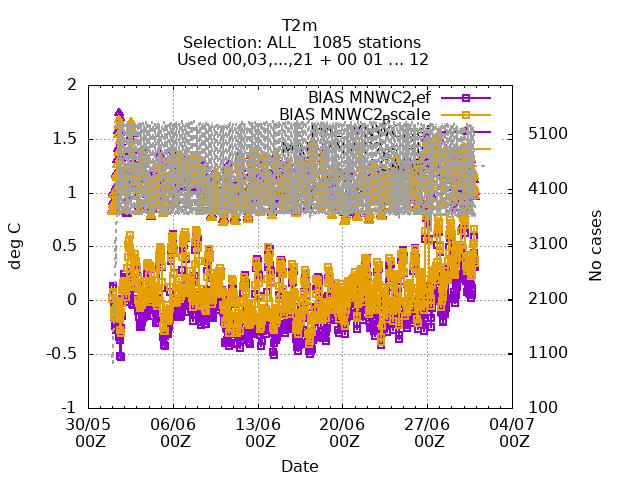 T2m
Selection: ALL   1085 stations
Used 00,03,...,21 + 00 01 ... 12
BIAS MNWC2_ref
BIAS MNWC2_Bscale
deg C
No cases
2
1.5
1
0.5
0
-0.5
-1
5100
4100
3100
2100
1100
100
30/05 06/06 13/06 20/06 27/06 04/07
00Z 00Z 00Z 00Z 00Z 00Z
Date